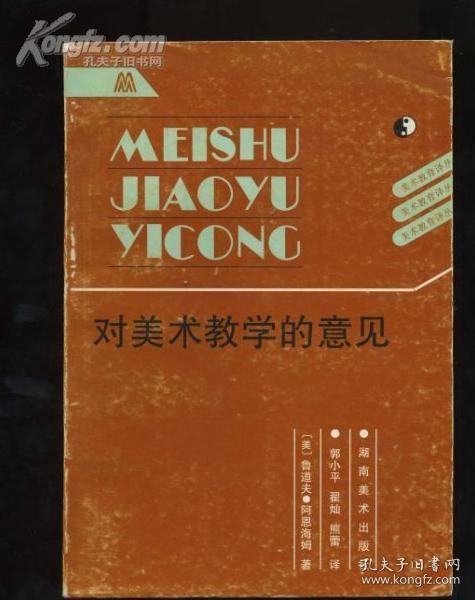 Kongfz.com
孔夫子旧书网
M
MEISHU
JIAOYU
YICONG
美术教育译丛
美术教育译丛
美术教育译丛
对美术教学的意见
〔美〕鲁道夫●阿恩海姆 著
●郭小平 翟灿 熊蕾 译
●湖南美术出版
孔夫子旧书网
www.kongfz.com